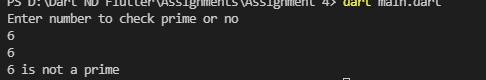 PS D:\Dart ND Flutter\Assignments\Assignment 4> dart main.dart
Enter number to check prime or no
6
6
6 is not a prime